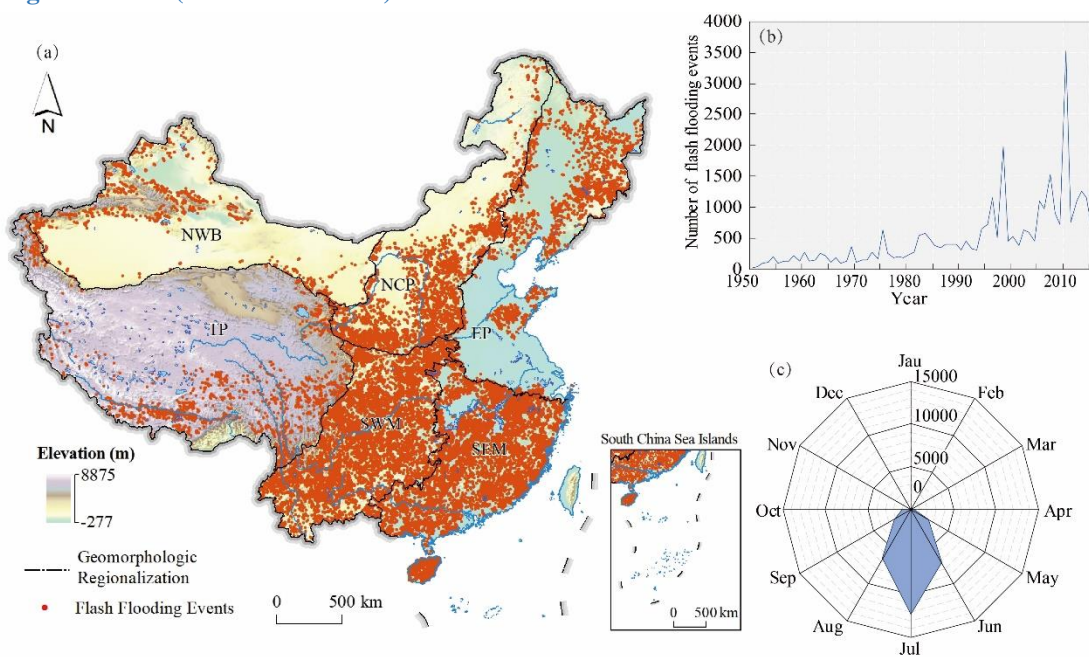 (a)
N
NWB
NCP
TP
EP
SWM
SEM
Elevation (m)
8875
-277
Geomorphologic
Regionalization
Flash Flooding Events
0 500 km
South China Sea Islands
0 500 km
(b)
Number of flash flooding events
4000
3500
3000
2500
2000
1500
1000
500
0
1950 1960 1970 1980 1990 2000 2010
Year
(c)
Jau
Feb
Mar
Apr
May
Jun
Jul
Aug
Sep
Oct
Nov
Dec
15000
10000
5000
0